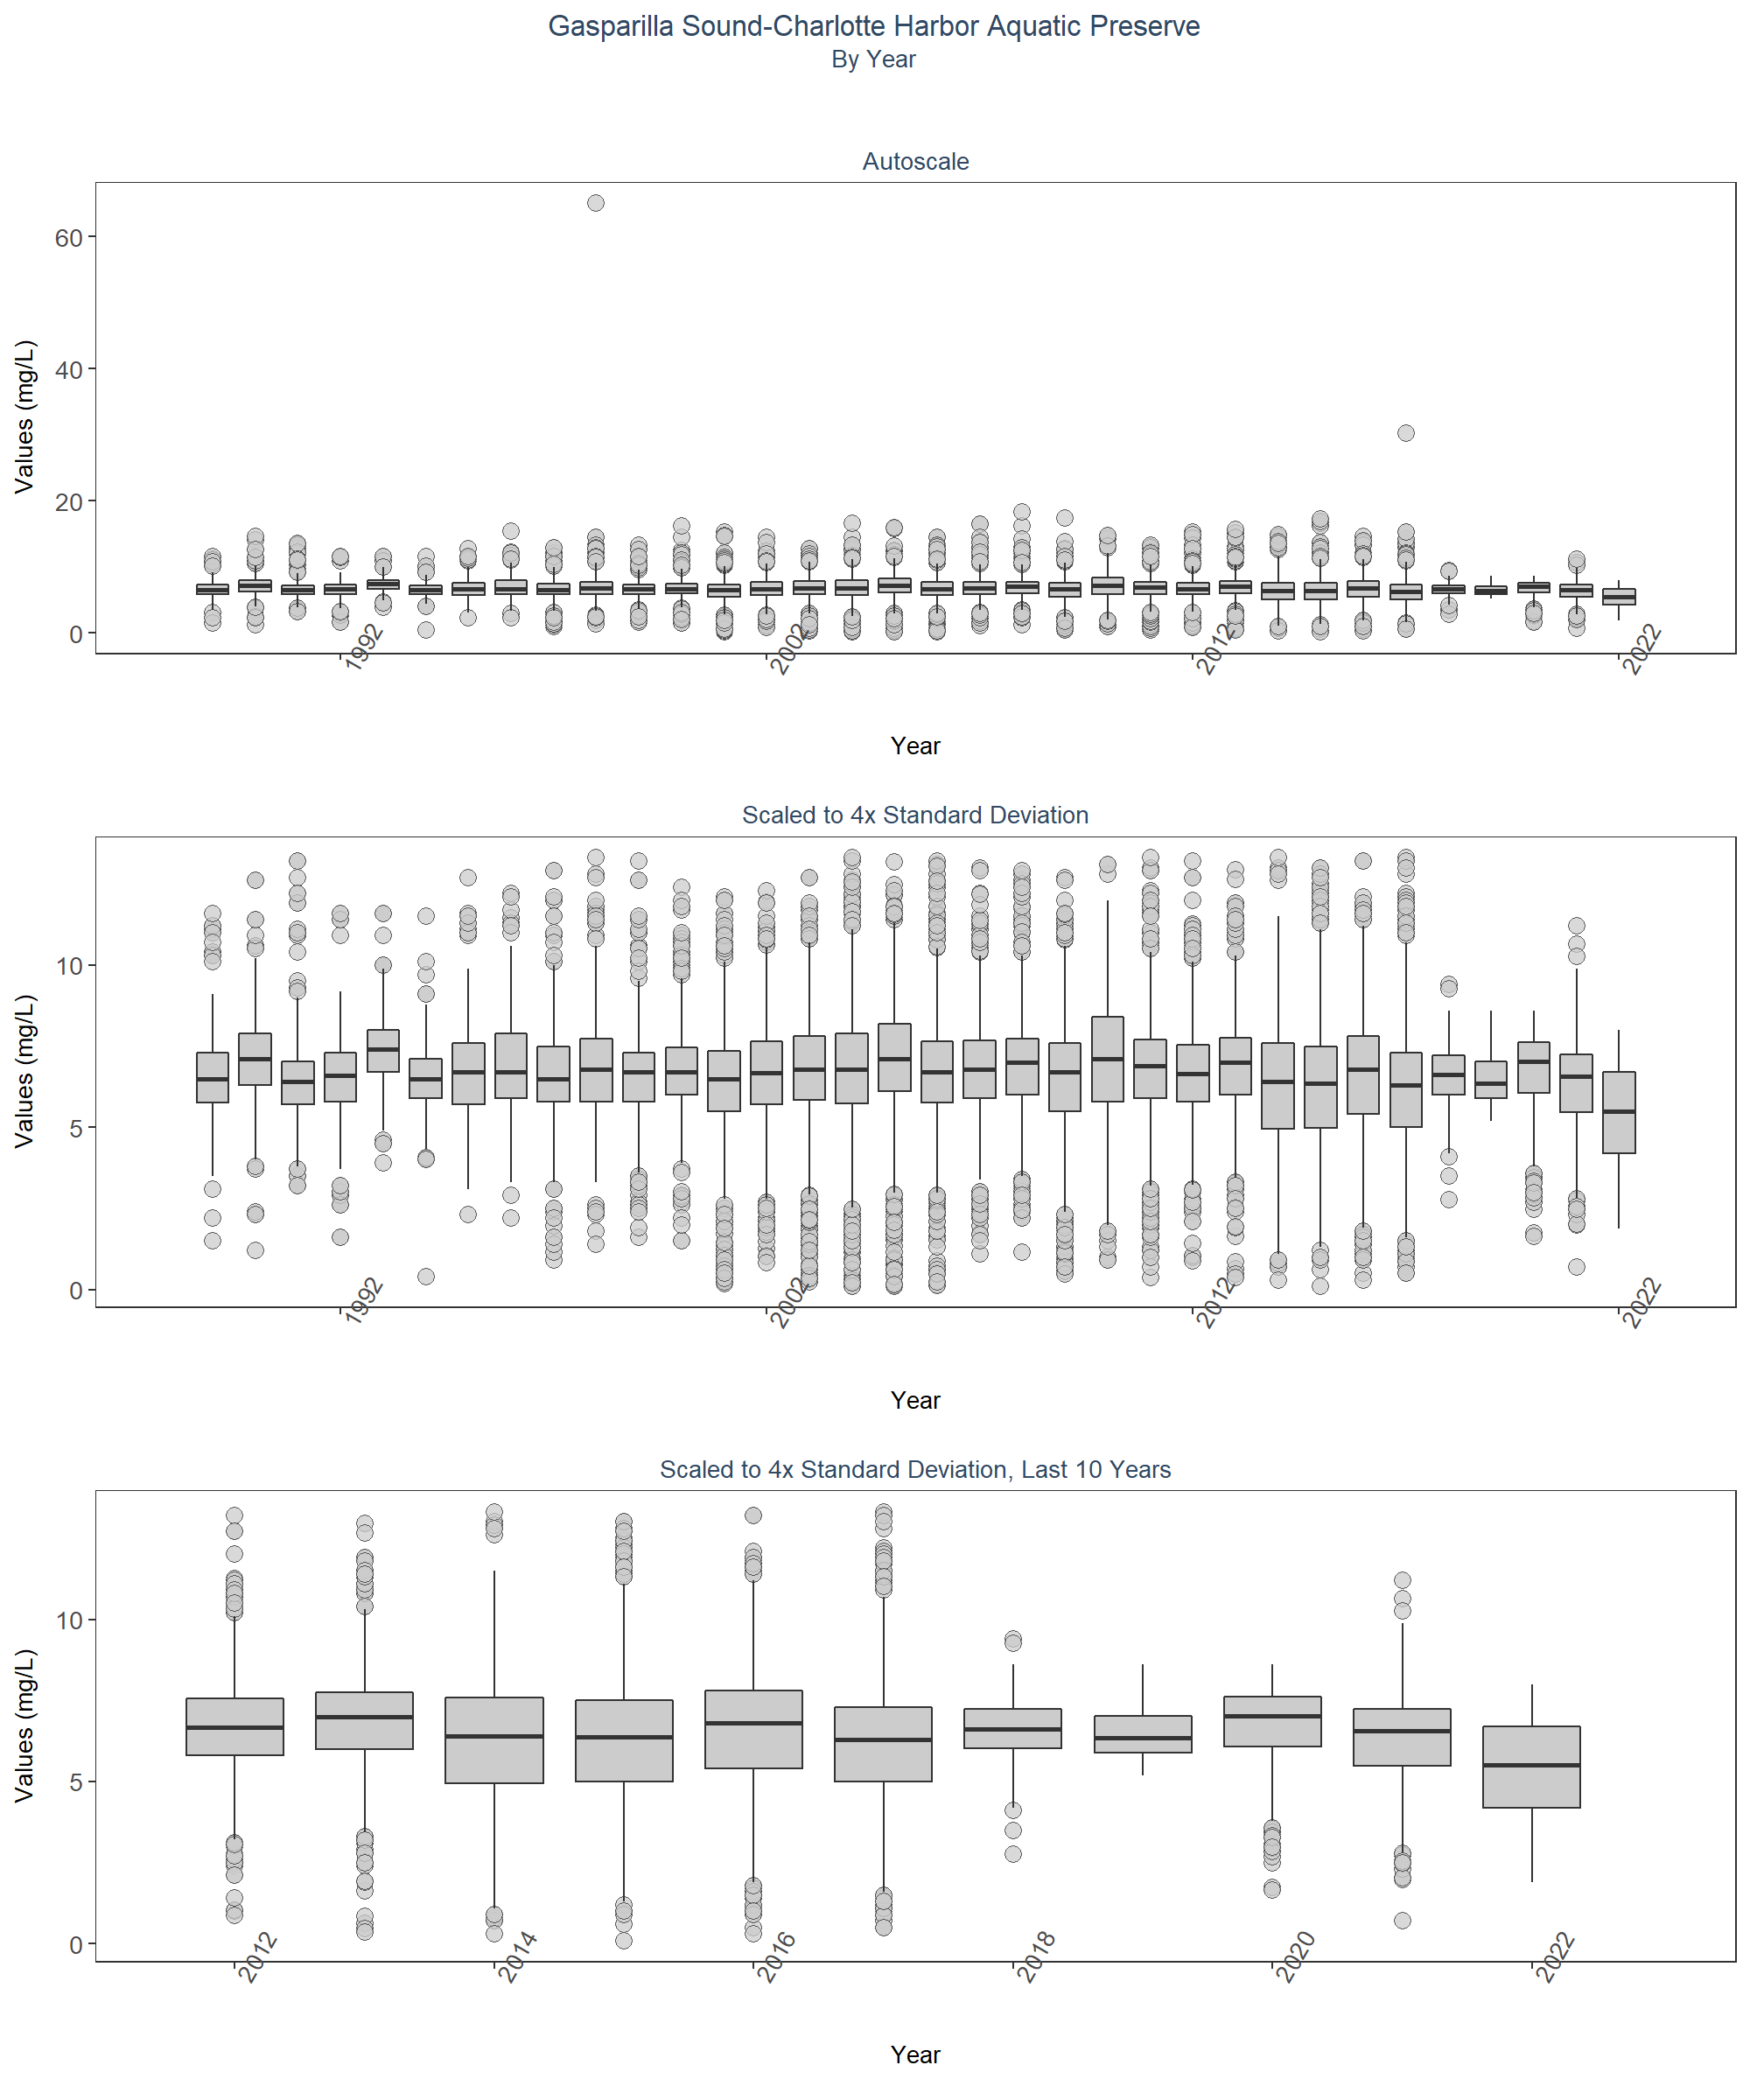 Gasparilla Sound-Charlotte Harbor Aquatic Preserve
By Year
Autoscale
Values (mg/L)
60
40
20
0
1992
2002
2012
2022
Year
Scaled to 4x Standard Deviation
Values (mg/L)
10
5
0
1992
2002
2012
2022
Year
Scaled to 4x Standard Deviation, Last 10 Years
Values (mg/L)
10
5
0
2012
2014
2016
2018
2020
2022
Year